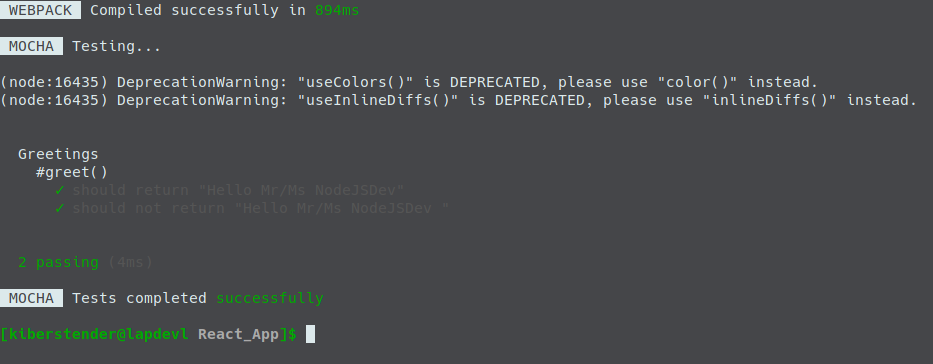 WEBPACK Compiled successfully in 894ms
MOCHA Testing...
(node:16435) DeprecationWarning: "useColors()" is DEPRECATED, please use "color()" instead.
(node:16435) DeprecationWarning: "useInlineDiffs()" is DEPRECATED, please use "inlineDiffs()" instead.
Greetings
#greet()
✓ should return "Hello Mr/Ms NodeJSDev"
✓ should not return "Hello Mr/Ms NodeJSDev "
2 passing (4ms)
MOCHA Tests completed successfully
[kiberstender@lapdevl React_App]$